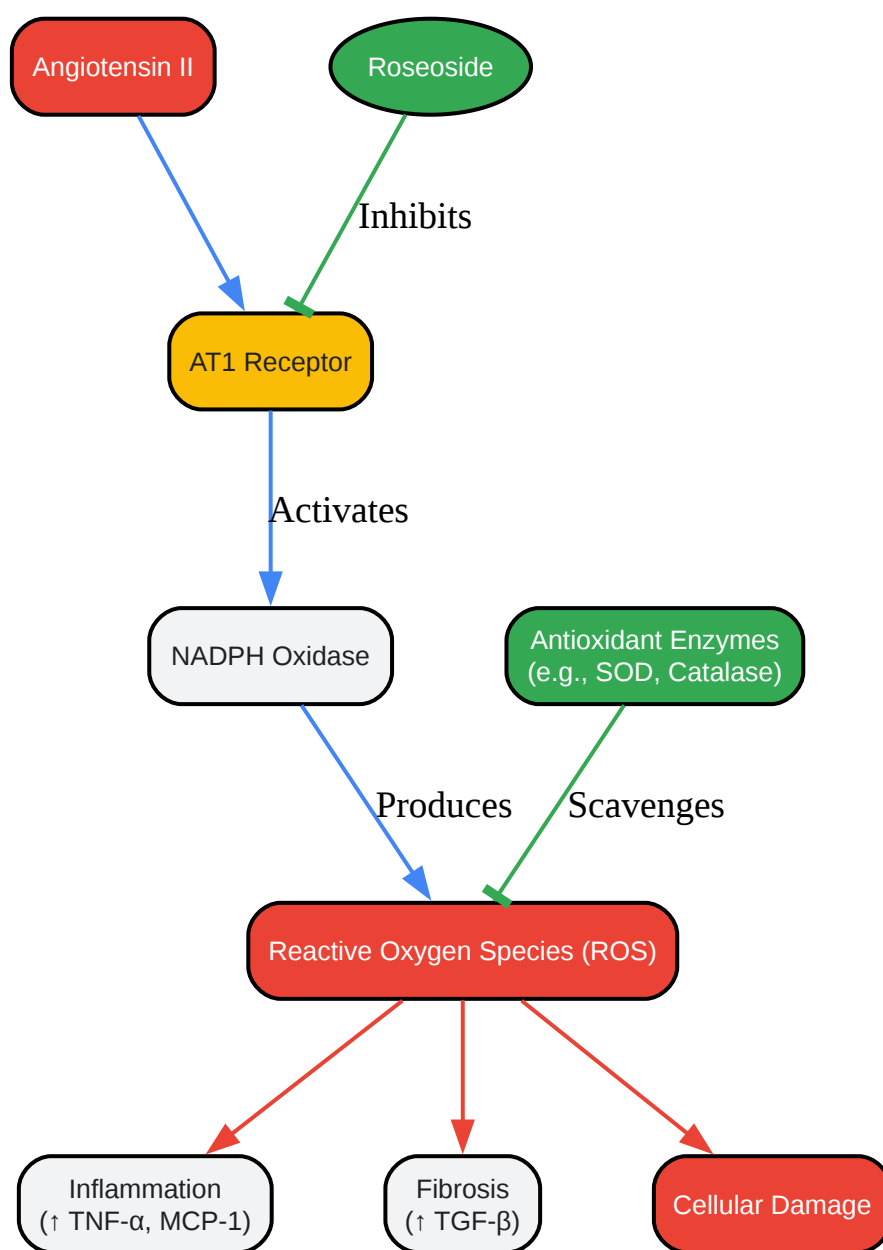 Angiotensin II
Roseoside
Inhibits
AT1 Receptor
Activates
NADPH Oxidase
Antioxidant Enzymes
(e.g., SOD, Catalase)
Produces
Scavenges
Reactive Oxygen Species (ROS)
Inflammation
(↑ TNF-α, MCP-1)
Fibrosis
(↑ TGF-β)
Cellular Damage